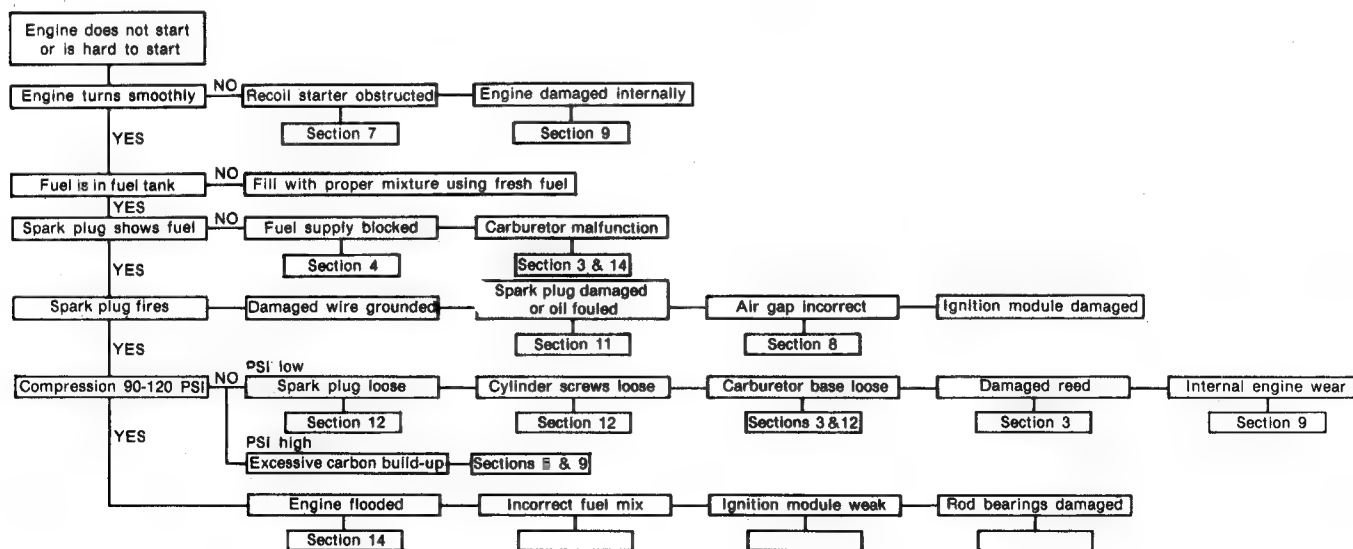 Engine does not start
or is hard to start
Engine turns smoothly
NO
Recoil starter obstructed
Engine damaged internally
Section 7
Section 9
YES
Fuel is in fuel tank
NO
Fill with proper mixture using fresh fuel
YES
Spark plug shows fuel
NO
Fuel supply blocked
Carburetor malfunction
Section 4
Section 3 & 14
YES
Spark plug fires
Damaged wire grounded
Spark plug damaged
or oil fouled
Air gap incorrect
Ignition module damaged
Section 11
Section 8
YES
Compression 90-120 PSI
NO
PSI low
Spark plug loose
Cylinder screws loose
Carburetor base loose
Damaged reed
Internal engine wear
Section 12
Section 12
Sections 3 & 12
Section 3
Section 9
YES
PSI high
Excessive carbon build-up
Sections & 9
Engine flooded
Incorrect fuel mix
Ignition module weak
Rod bearings damaged
Section 14